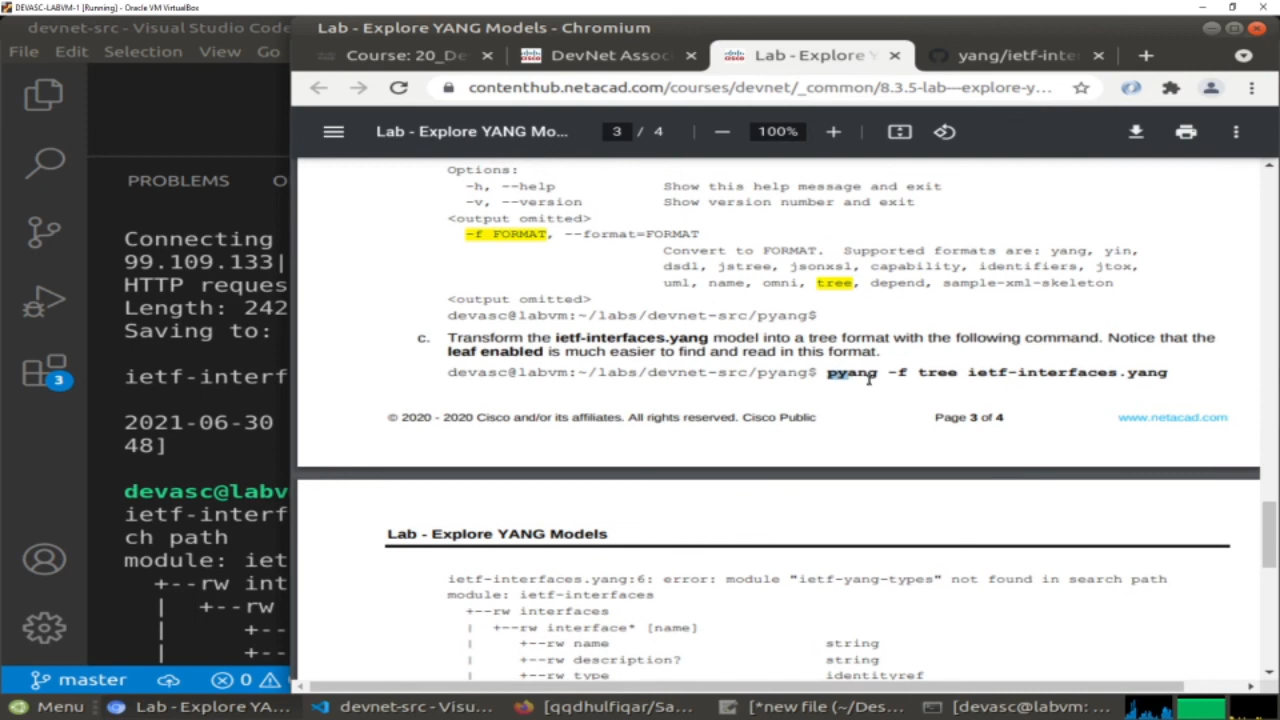 DEVASC-LABVM-1 [Running] - Oracle VM VirtualBox
devnet-src - Visual Studio Code
Lab - Explore YANG Models - Chromium
File Edit Selection View Go
Course: 20_De
DevNet Assoc
Lab - Explore Y
yang/ietf-inte
contenthub.netacad.com/courses/devnet/_common/8.3.5-lab---explore-y...
Lab - Explore YANG Mo...
3 / 4
100%
PROBLEMS O
Connecting
99.109.133|
HTTP reques
Length: 242
Saving to:
ietf-interf
2021-06-30
48]
devasc@labv
ietf-interf
ch path
module: iet
+--rw int
| +--rw
| +--
| +--
3
Options:
-h, --help Show this help message and exit
-v, --version Show version number and exit
<output omitted>
-f FORMAT, --format=FORMAT
Convert to FORMAT. Supported formats are: yang, yin,
dsdl, jstree, jsonxsl, capability, identifiers, jtox,
uml, name, omni, tree, depend, sample-xml-skeleton
<output omitted>
devasc@labvm:~/labs/devnet-src/pyang$
c. Transform the ietf-interfaces.yang model into a tree format with the following command. Notice that the
leaf enabled is much easier to find and read in this format.
devasc@labvm:~/labs/devnet-src/pyang$ pyang -f tree ietf-interfaces.yang
© 2020 - 2020 Cisco and/or its affiliates. All rights reserved. Cisco Public Page 3 of 4 www.netacad.com
Lab - Explore YANG Models
ietf-interfaces.yang:6: error: module "ietf-yang-types" not found in search path
module: ietf-interfaces
+--rw interfaces
| +--rw interface* [name]
| +--rw name string
| +--rw description? string
| +--rw type identityref
master 0
Menu
Lab - Explore YA...
devnet-src - Visu...
[qqdhulfiqar/Sa...
[*new file (~/Des...
[devasc@labvm: ...